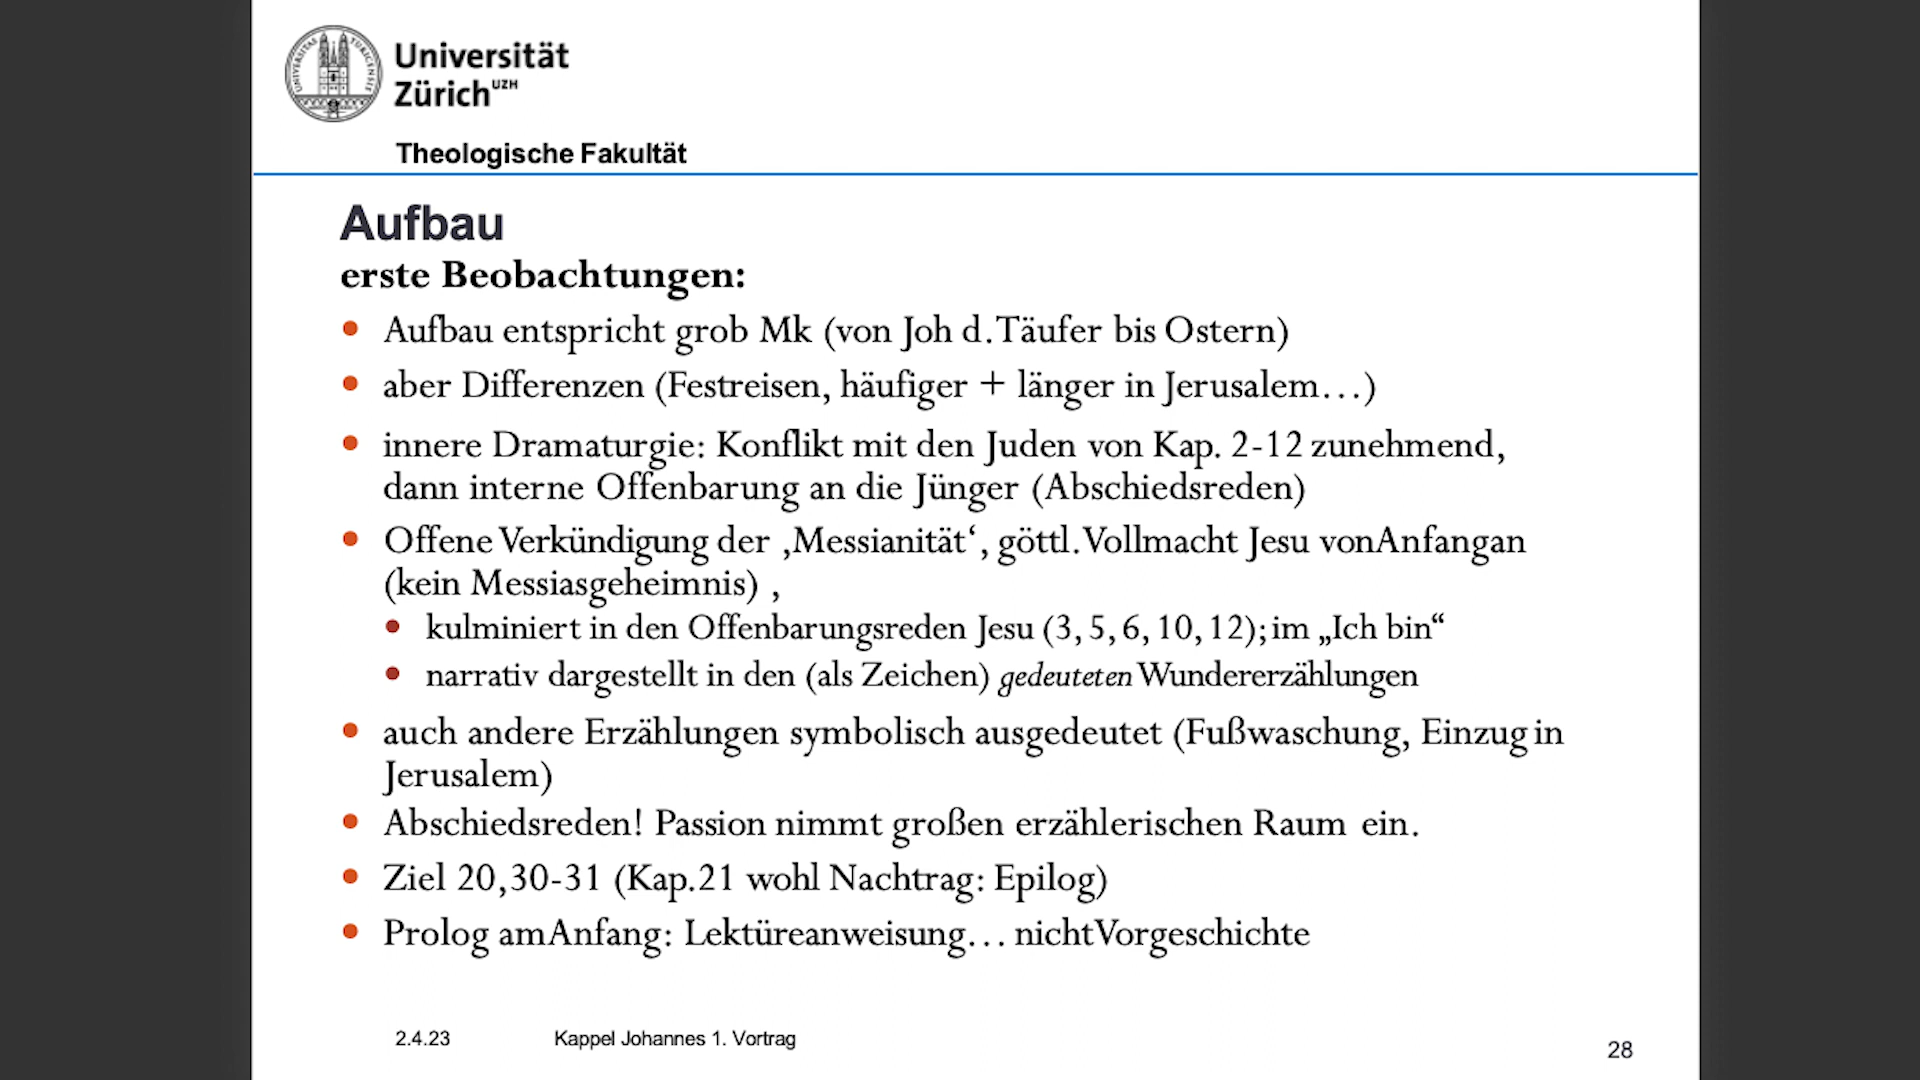 Universität
Zürich UZH
Theologische Fakultät
Aufbau
erste Beobachtungen:
• Aufbau entspricht grob Mk (von Joh d.Täufer bis Ostern)
• aber Differenzen (Festreisen, häufiger + länger in Jerusalem…)
• innere Dramaturgie: Konflikt mit den Juden von Kap. 2-12 zunehmend,
dann interne Offenbarung an die Jünger (Abschiedsreden)
• Offene Verkündigung der ‚Messianität‘, göttl. Vollmacht Jesu vonAnfangan
(kein Messiasgeheimnis) ,
• kulminiert in den Offenbarungsreden Jesu (3, 5, 6, 10, 12); im „Ich bin“
• narrativ dargestellt in den (als Zeichen) gedeuteten Wundererzählungen
• auch andere Erzählungen symbolisch ausgedeutet (Fußwaschung, Einzug in
Jerusalem)
• Abschiedsreden! Passion nimmt großen erzählerischen Raum ein.
• Ziel 20,30-31 (Kap.21 wohl Nachtrag: Epilog)
• Prolog amAnfang: Lektüreanweisung… nichtVorgeschichte
2.4.23 Kappel Johannes 1. Vortrag 28